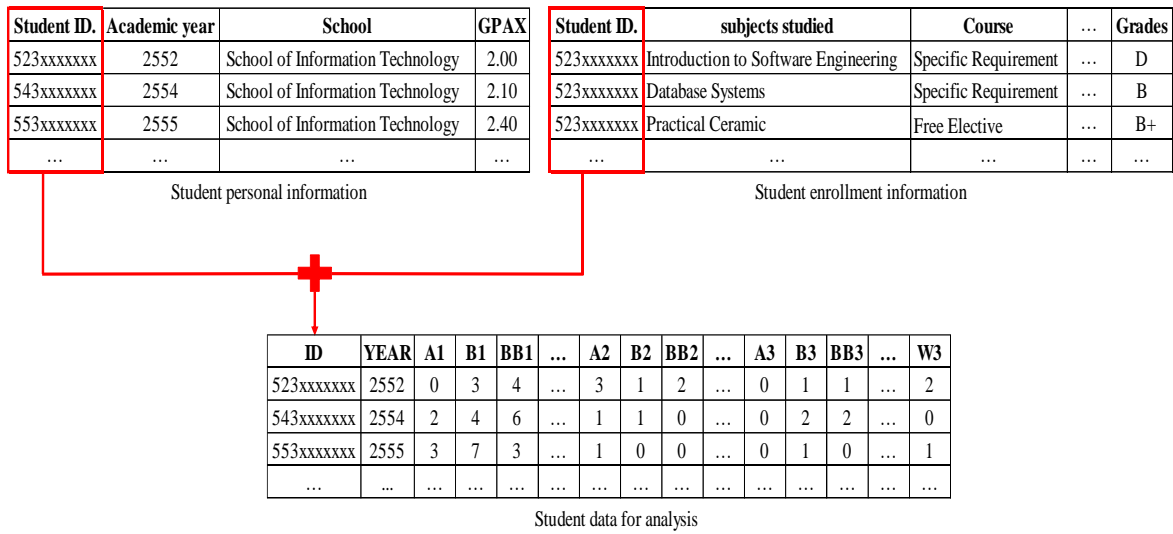 Student ID. Academic year School GPAX
523xxxxxxx 2552 School of Information Technology 2.00
543xxxxxxx 2554 School of Information Technology 2.10
553xxxxxxx 2555 School of Information Technology 2.40
… … … …
Student personal information
Student ID. subjects studied Course … Grades
523xxxxxxx Introduction to Software Engineering Specific Requirement … D
523xxxxxxx Database Systems Specific Requirement … B
523xxxxxxx Practical Ceramic Free Elective … B+
… … … … …
Student enrollment information
ID YEAR A1 B1 BB1 … A2 B2 BB2 … A3 B3 BB3 … W3
523xxxxxxx 2552 0 3 4 … 3 1 2 … 0 1 1 … 2
543xxxxxxx 2554 2 4 6 … 1 1 0 … 0 2 2 … 0
553xxxxxxx 2555 3 7 3 … 1 0 0 … 0 1 0 … 1
… ... … … … … … … … … … … … … …
Student data for analysis